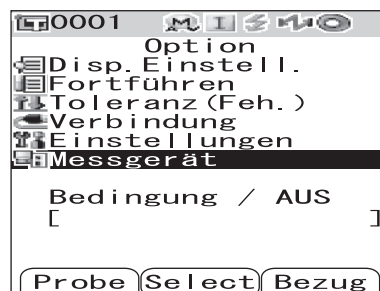 0001 M I
Option
Disp.Einstell.
Fortführen
Toleranz(Feh.)
Verbindung
Einstellungen
Messgerät
Bedingung / AUS
[ ]
Probe Select Bezug